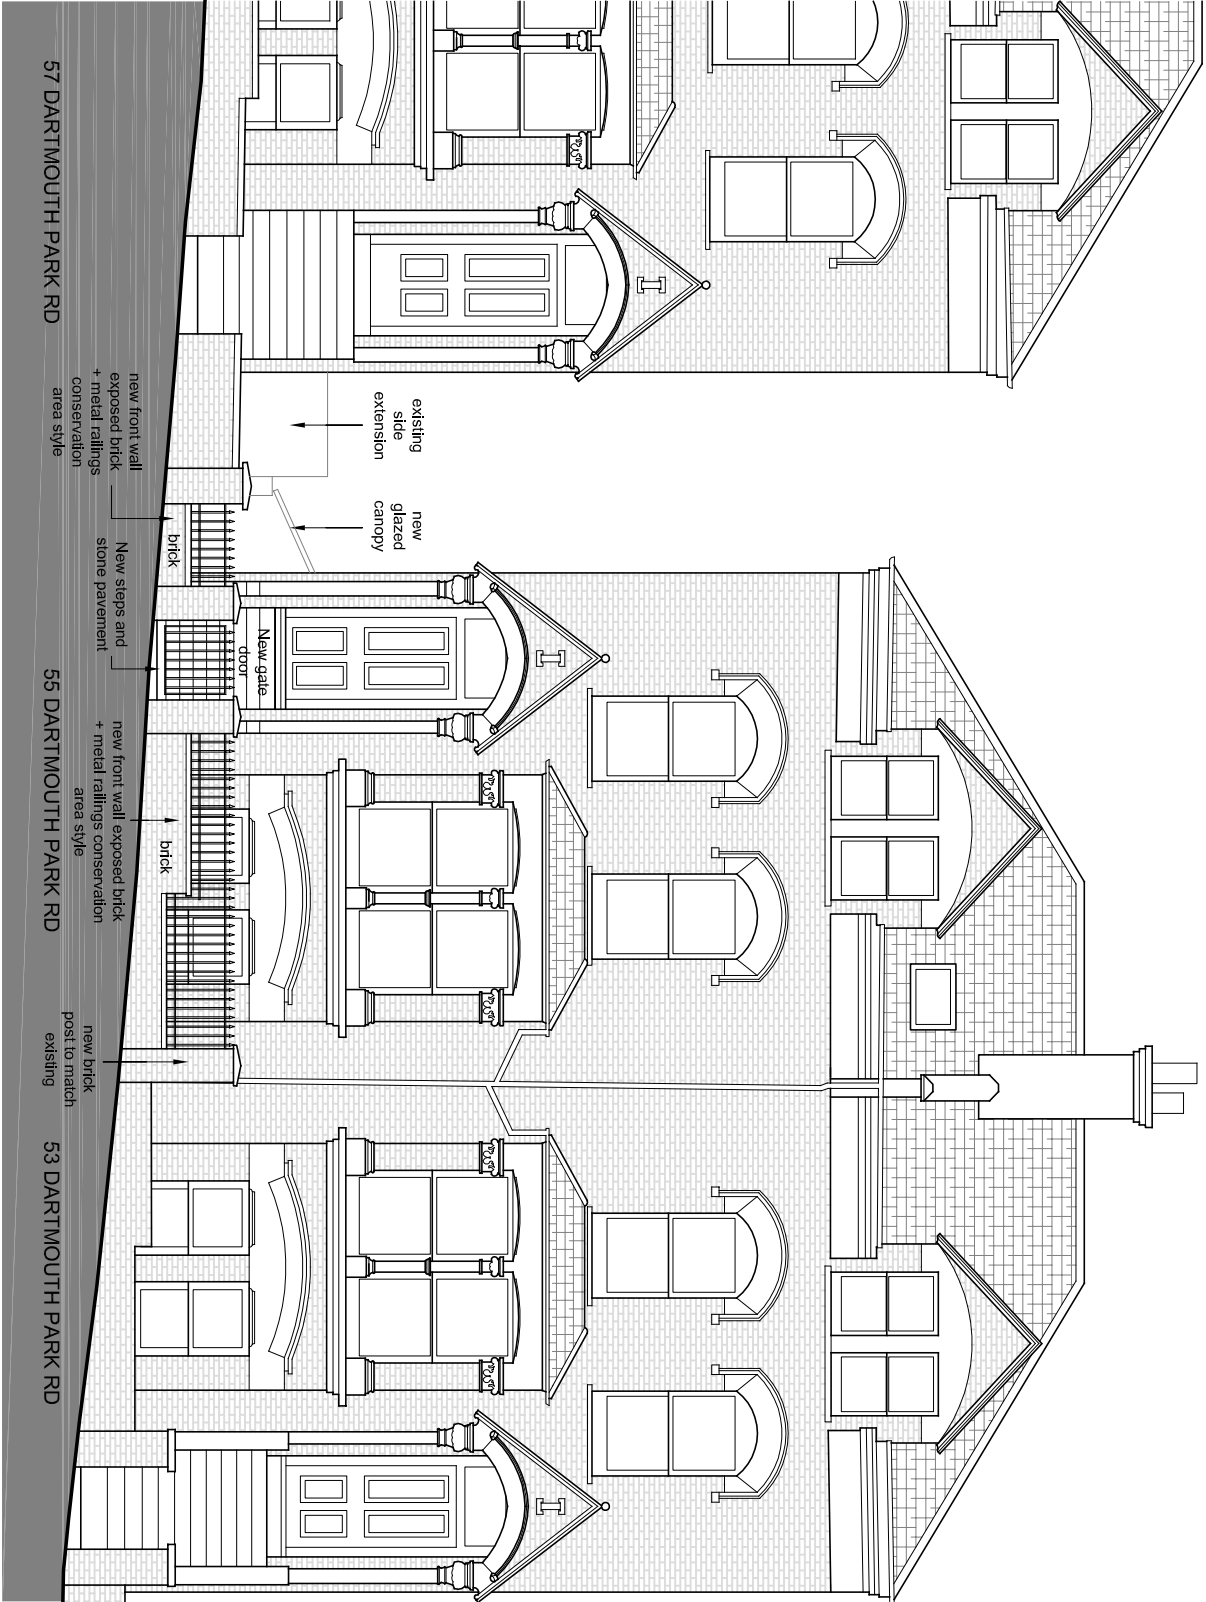 existing
side
extension
new
glazed
canopy
new front wall
exposed brick
+ metal railings
conservation
area style
brick
New steps and
stone pavement
New gate
door
new front wall exposed brick
+ metal railings conservation
area style
brick
new brick
post to match
existing
57 DARTMOUTH PARK RD
55 DARTMOUTH PARK RD
53 DARTMOUTH PARK RD